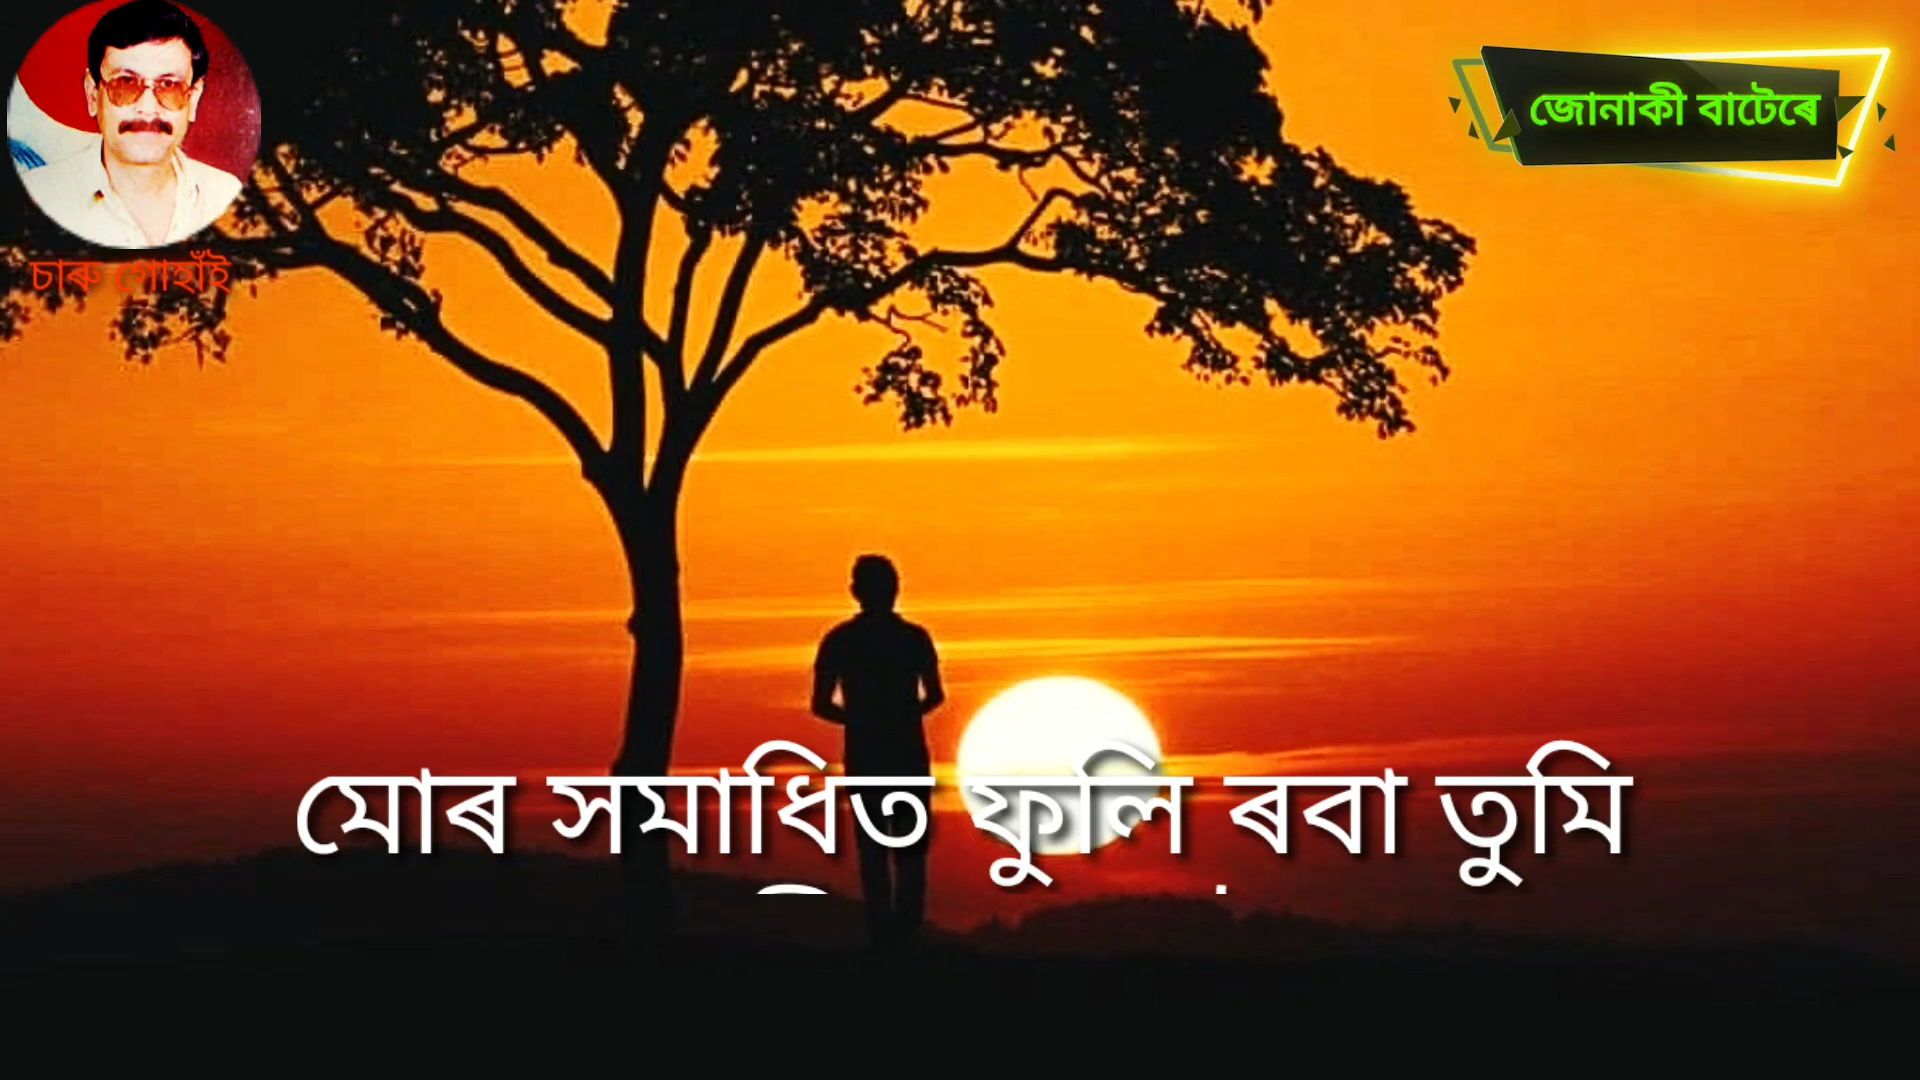 জোনাকী বাটেৰে
চাৰু গোহাঁই
মোৰ সমাধিত ফুলি ৰবা তুমি